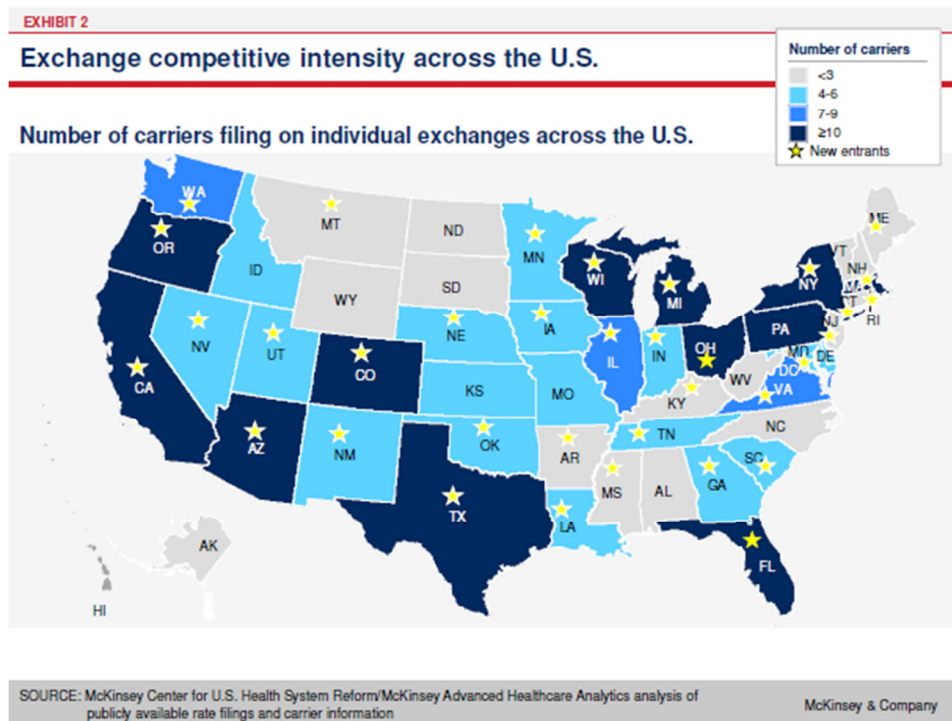 EXHIBIT 2
Exchange competitive intensity across the U.S.
Number of carriers
<3
4-6
7-9
≥10
New entrants
Number of carriers filing on individual exchanges across the U.S.
WA
MT
ND
MN
ME
OR
ID
WY
SD
WI
MI
NY
VT
NH
CT
RI
NV
UT
CO
NE
IA
IL
IN
OH
PA
NJ
MD
DE
DC
CA
KS
MO
KY
WV
VA
AZ
NM
OK
AR
TN
NC
SC
TX
LA
MS
AL
GA
FL
AK
HI
SOURCE: McKinsey Center for U.S. Health System Reform/McKinsey Advanced Healthcare Analytics analysis of
publicly available rate filings and carrier information
McKinsey & Company